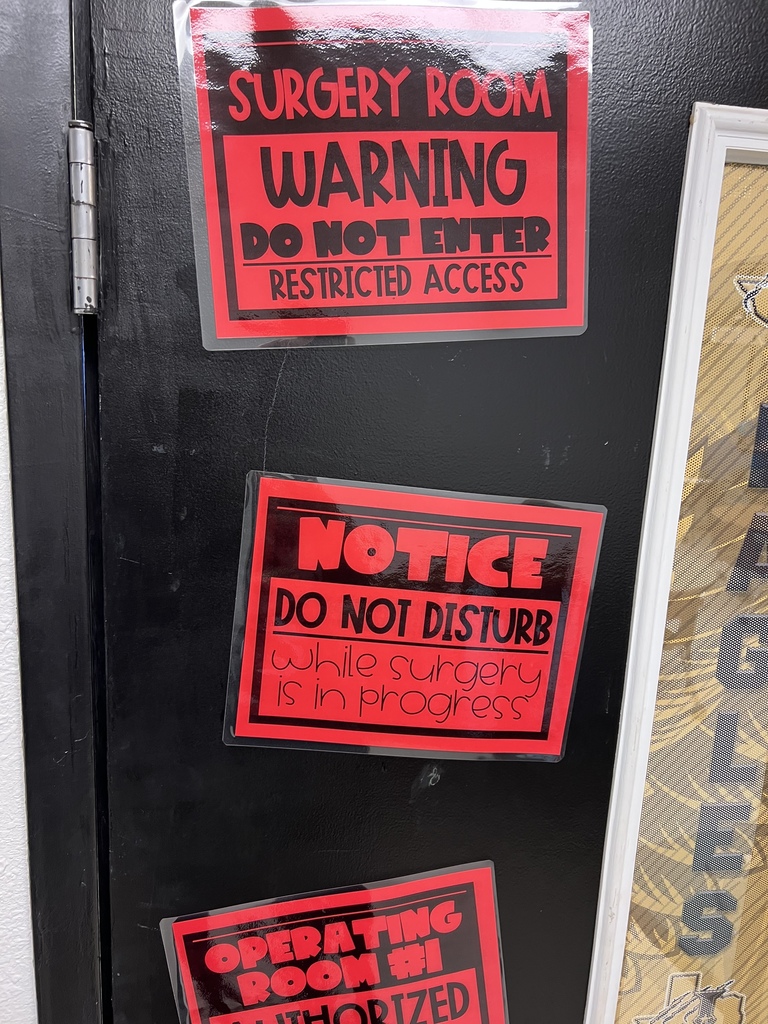 SURGERY ROOM
WARNING
DO NOT ENTER
RESTRICTED ACCESS
NOTICE
DO NOT DISTURB
while surgery
is in progress
OPERATING
ROOM #1
AUTHORIZED
EAGLES